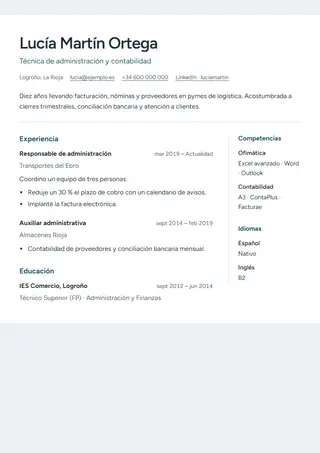 Lucía Martín Ortega
Técnica de administración y contabilidad
Logroño, La Rioja lucia@ejemplo.es +34 600 000 000 LinkedIn · luciamartin
Diez años llevando facturación, nóminas y proveedores en pymes de logística. Acostumbrada a
cierres trimestrales, conciliación bancaria y atención a clientes.
Experiencia
Responsable de administración mar 2019 – Actualidad
Transportes del Ebro
Coordino un equipo de tres personas.
• Reduje un 30 % el plazo de cobro con un calendario de avisos.
• Implanté la factura electrónica.
Auxiliar administrativa sept 2014 – feb 2019
Almacenes Rioja
• Contabilidad de proveedores y conciliación bancaria mensual.
Educación
IES Comercio, Logroño sept 2012 – jun 2014
Técnico Superior (FP) · Administración y Finanzas
Competencias
Ofimática
Excel avanzado · Word
· Outlook
Contabilidad
A3 · ContaPlus ·
Facturae
Idiomas
Español
Nativo
Inglés
B2